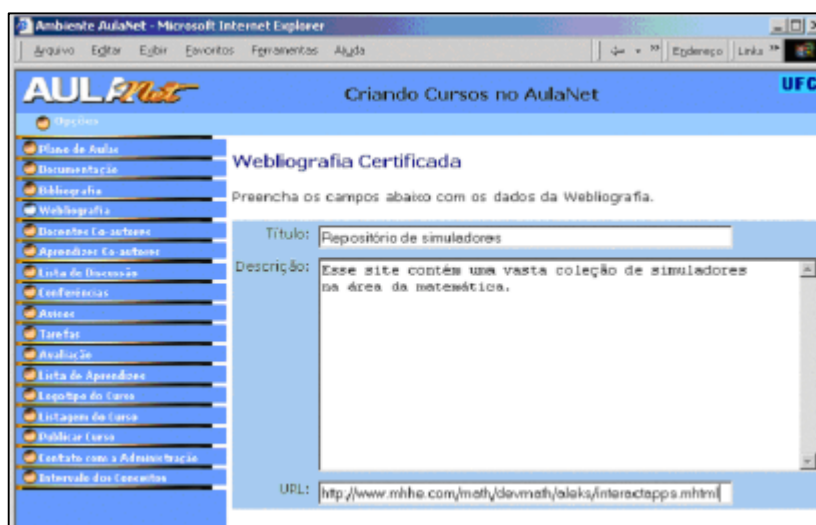 Ambiente AulaNet - Microsoft Internet Explorer
Arquivo Editar Exibir Favoritos Ferramentas Ajuda
Endereço Links
AULANet
Criando Cursos no AulaNet
UFC
Opções
Plano de Aulas
Documentação
Bibliografia
Webliografia
Docentes Co-autores
Aprendizes Co-autores
Lista de Discussão
Conferências
Avisos
Tarefas
Avaliação
Lista de Aprendizes
Logotipo do Curso
Listagem do Curso
Publicar Curso
Contato com a Administração
Intervalo dos Conceitos
Webliografia Certificada
Preencha os campos abaixo com os dados da Webliografia.
Título: Repositório de simuladores
Descrição: Esse site contém uma vasta coleção de simuladores
na área da matemática.
URL: http://www.mhhe.com/math/devmath/aleks/interactapps.mhtml